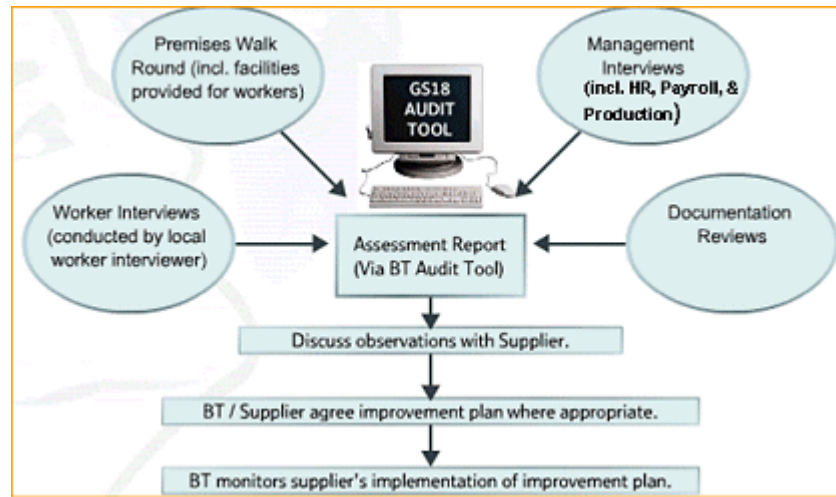 Premises Walk
Round (incl. facilities
provided for workers)
GS18
AUDIT
TOOL
Management
Interviews
(incl. HR, Payroll, &
Production)
Worker Interviews
(conducted by local
worker interviewer)
Assessment Report
(Via BT Audit Tool)
Documentation
Reviews
Discuss observations with Supplier.
BT / Supplier agree improvement plan where appropriate.
BT monitors supplier's implementation of improvement plan.